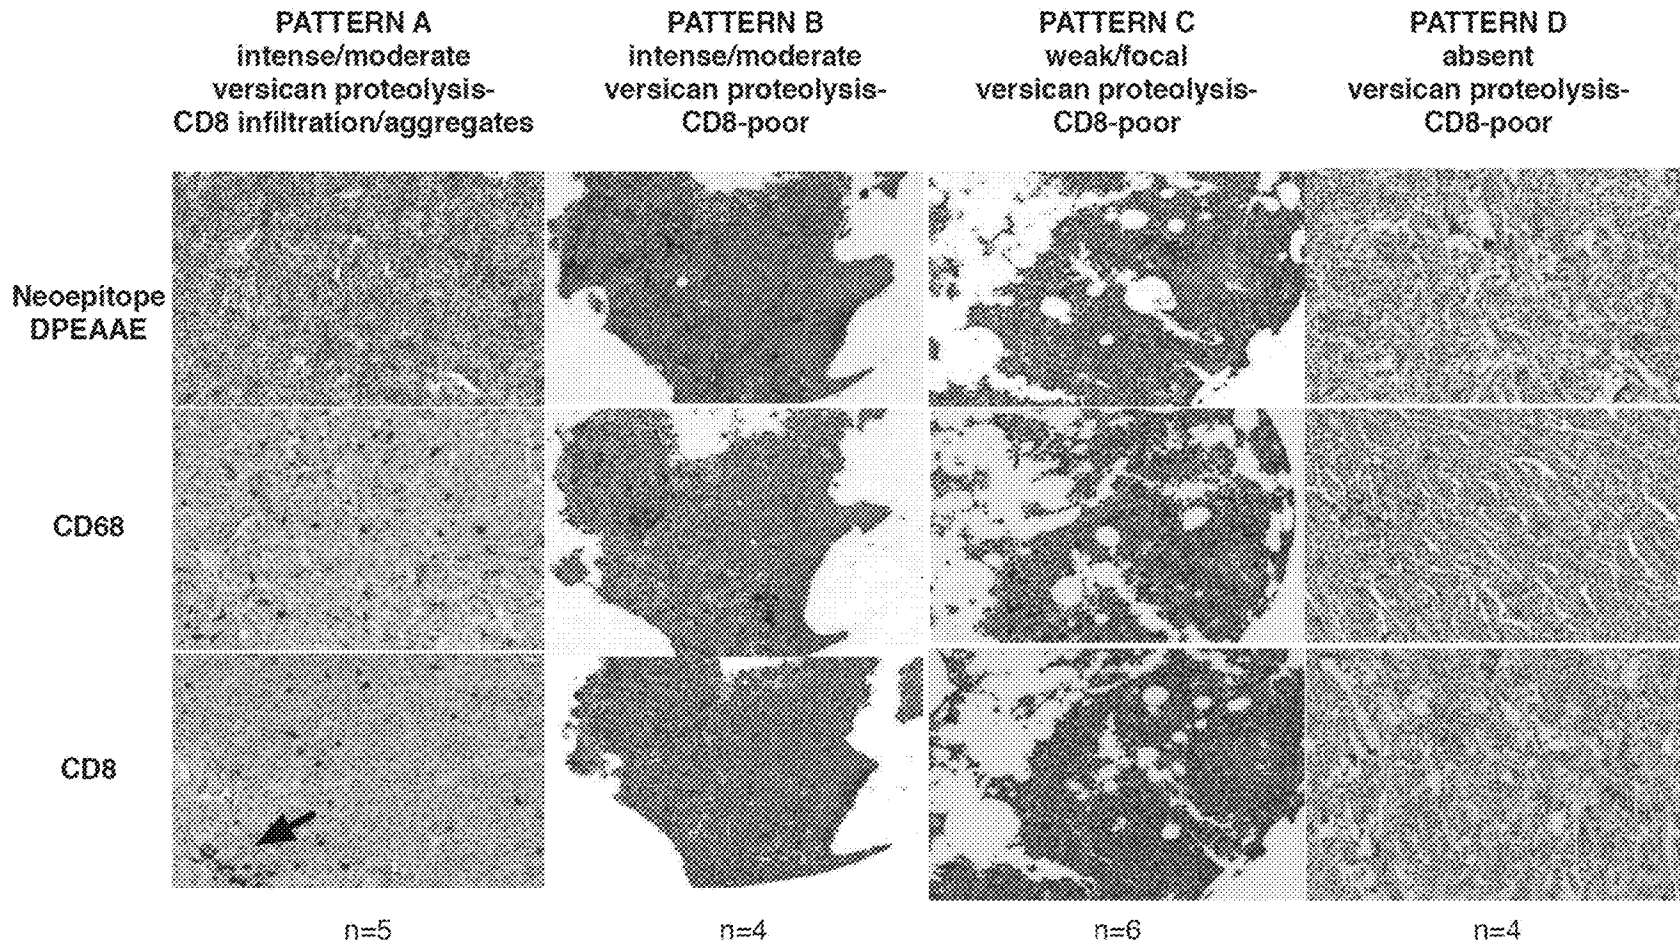 PATTERN A
intense/moderate
versican proteolysis-
CD8 infiltration/aggregates
PATTERN B
intense/moderate
versican proteolysis-
CD8-poor
PATTERN C
weak/focal
versican proteolysis-
CD8-poor
PATTERN D
absent
versican proteolysis-
CD8-poor
Neoepitope
DPEAAE
CD68
CD8
n=5
n=4
n=6
n=4